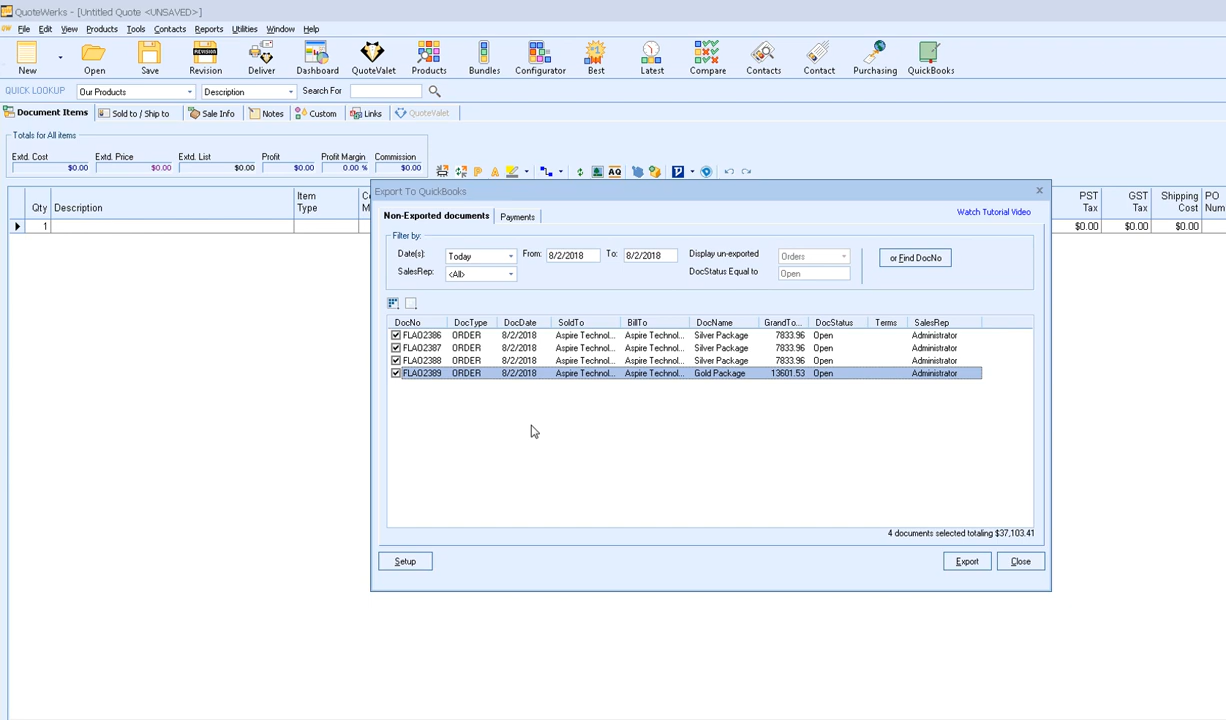 QuoteWerks - [Untitled Quote <UNSAVED>]
File Edit View Products Tools Contacts Reports Utilities Window Help
New Open Save Revision Deliver Dashboard QuoteValet Products Bundles Configurator Best Latest Compare Contacts Contact Purchasing QuickBooks
QUICK LOOKUP Our Products Description Search For
Document Items Sold to / Ship to Sale Info Notes Custom Links QuoteValet
Totals for All items
Extd. Cost Extd. Price Extd. List Profit Profit Margin Commission
$0.00 $0.00 $0.00 $0.00 0.00 % $0.00
Qty Description Item Type PST Tax GST Tax Shipping Cost PO Num
1 $0.00 $0.00 $0.00
Export To QuickBooks
Non-Exported documents Payments Watch Tutorial Video
Filter by:
Date(s): Today From: 8/2/2018 To: 8/2/2018 Display un-exported Orders or Find DocNo
SalesRep: <All> DocStatus Equal to Open
DocNo DocType DocDate SoldTo BillTo DocName GrandTo... DocStatus Terms SalesRep
FLAO2386 ORDER 8/2/2018 Aspire Technol... Aspire Technol... Silver Package 7833.96 Open Administrator
FLAO2387 ORDER 8/2/2018 Aspire Technol... Aspire Technol... Silver Package 7833.96 Open Administrator
FLAO2388 ORDER 8/2/2018 Aspire Technol... Aspire Technol... Silver Package 7833.96 Open Administrator
FLAO2389 ORDER 8/2/2018 Aspire Technol... Aspire Technol... Gold Package 13601.53 Open Administrator
4 documents selected totaling $37,103.41
Setup Export Close